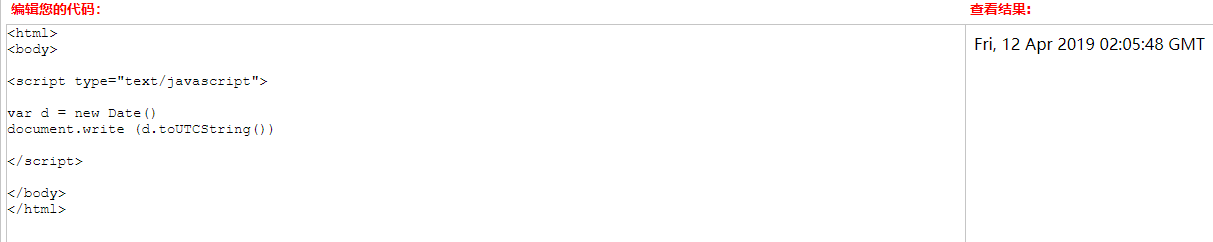 编辑您的代码：
查看结果:
<html>
<body>
<script type="text/javascript">
var d = new Date()
document.write (d.toUTCString())
</script>
</body>
</html>
Fri, 12 Apr 2019 02:05:48 GMT